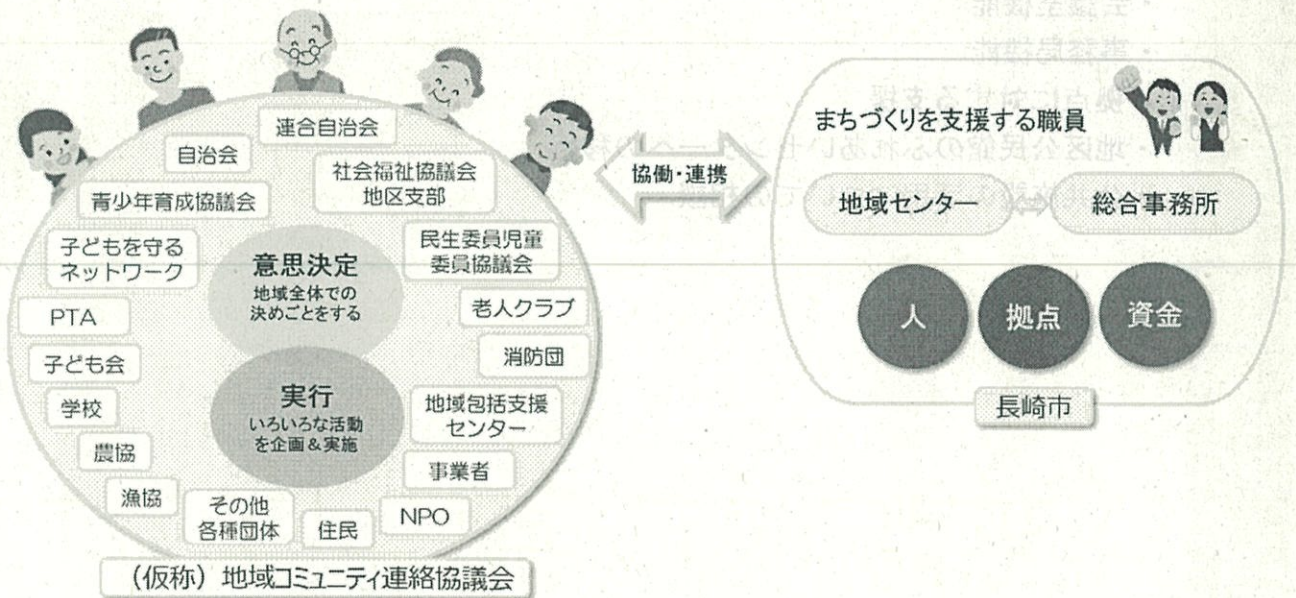 連合自治会
自治会
社会福祉協議会
地区支部
青少年育成協議会
子どもを守る
ネットワーク
民生委員児童
委員協議会
意思決定
地域全体での
決めごとをする
PTA
老人クラブ
子ども会
消防団
学校
実行
いろいろな活動
を企画&実施
地域包括支援
センター
農協
事業者
漁協
その他
各種団体
住民
NPO
(仮称)地域コミュニティ連絡協議会
協働・連携
まちづくりを支援する職員
地域センター
総合事務所
人
拠点
資金
長崎市